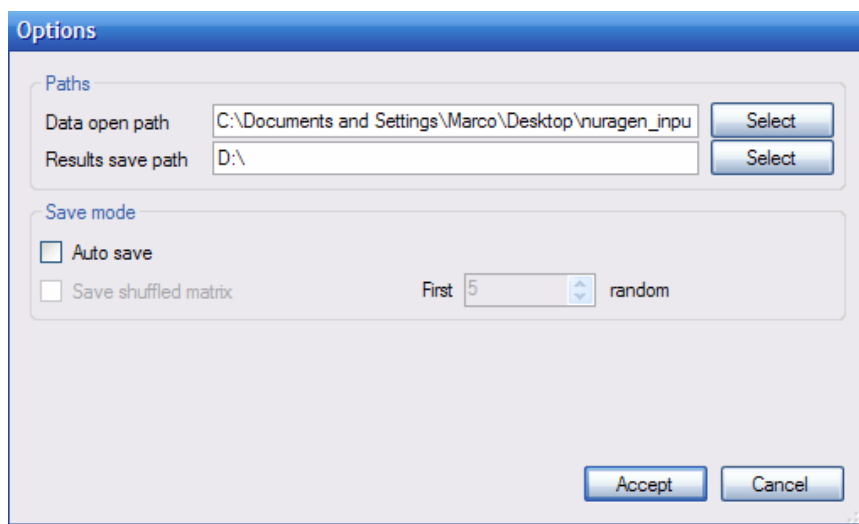 Options
Paths
Data open path C:\Documents and Settings\Marco\Desktop\nuragen_inpu Select
Results save path D:\ Select
Save mode
Auto save
Save shuffled matrix First 5 random
Accept Cancel